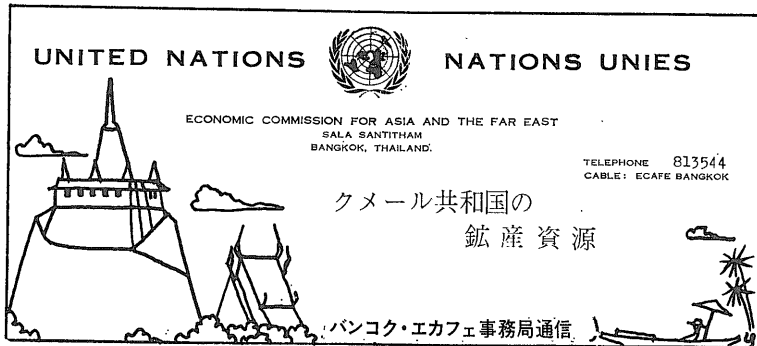 UNITED NATIONS NATIONS UNIES
ECONOMIC COMMISSION FOR ASIA AND THE FAR EAST
SALA SANTITHAM
BANGKOK, THAILAND.
TELEPHONE 813544
CABLE: ECAFE BANGKOK
クメール共和国の
鉱産資源
バンコク・エカフェ事務局通信